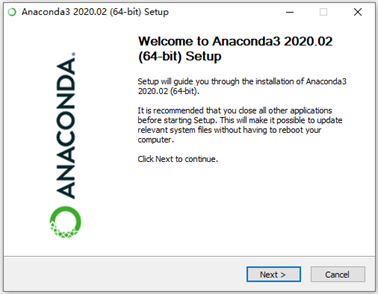 Anaconda3 2020.02 (64-bit) Setup
Welcome to Anaconda3 2020.02
(64-bit) Setup
Setup will guide you through the installation of Anaconda3
2020.02 (64-bit).
It is recommended that you close all other applications
before starting Setup. This will make it possible to update
relevant system files without having to reboot your
computer.
Click Next to continue.
ANACONDA.
Next >
Cancel